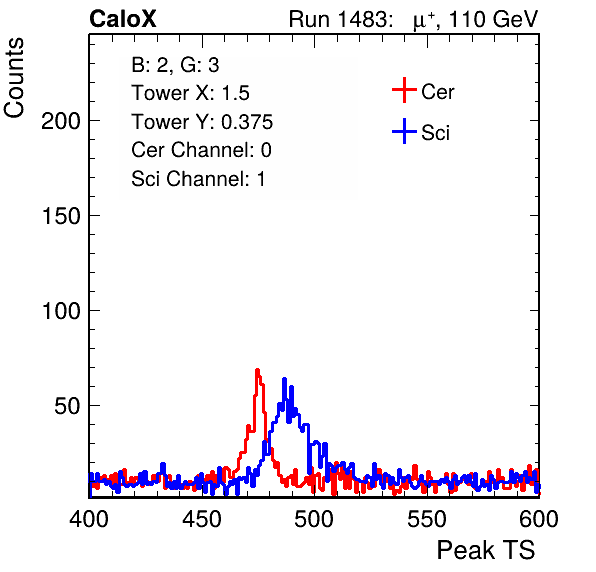 CaloX Run 1483: μ⁺, 110 GeV
Counts
B: 2, G: 3
Tower X: 1.5
Tower Y: 0.375
Cer Channel: 0
Sci Channel: 1
Cer
Sci
200
150
100
50
400 450 500 550 600
Peak TS